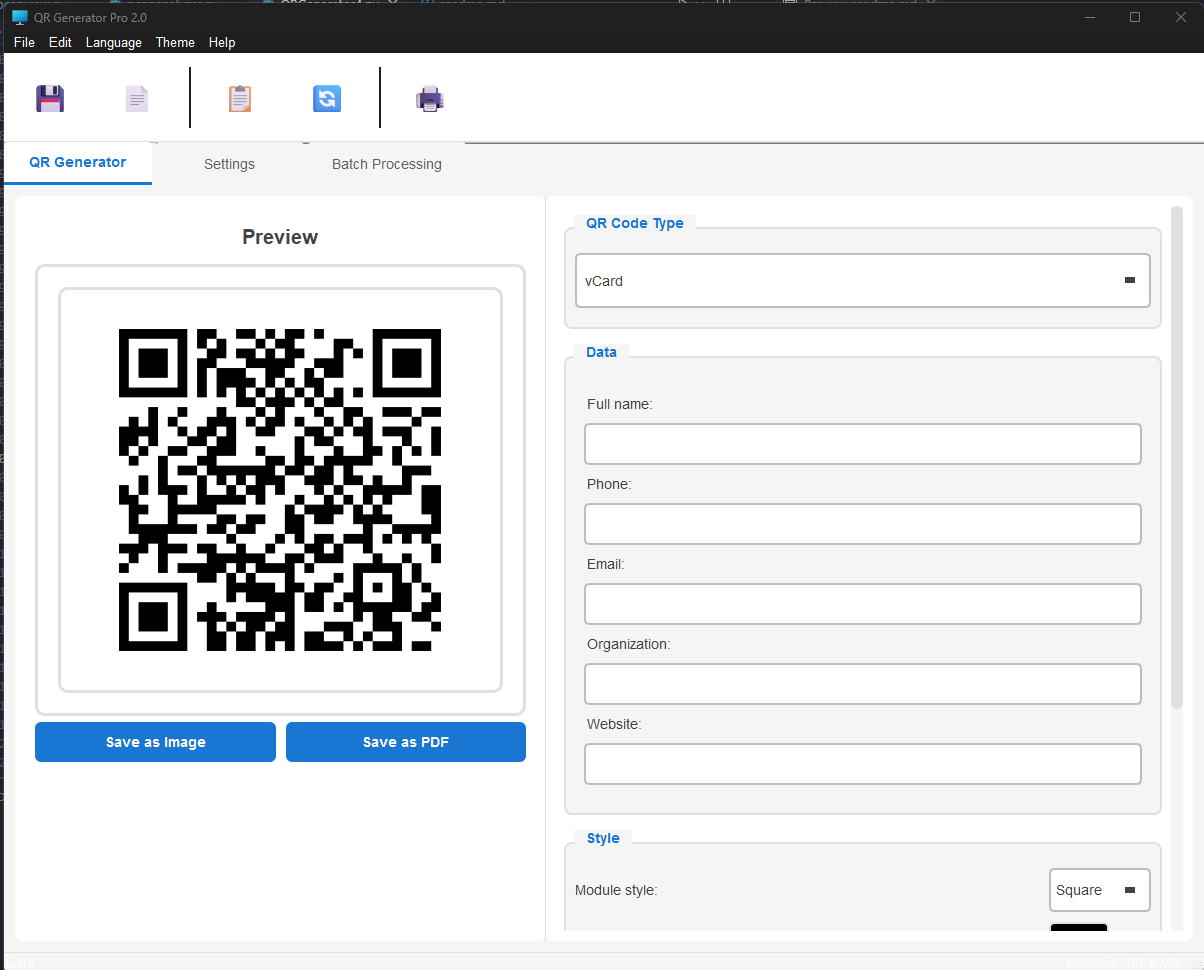 QR Generator Pro 2.0
File Edit Language Theme Help
QR Generator Settings Batch Processing
Preview
Save as Image Save as PDF
QR Code Type
vCard
Data
Full name:
Phone:
Email:
Organization:
Website:
Style
Module style: Square
Memoria: 167.8 MB